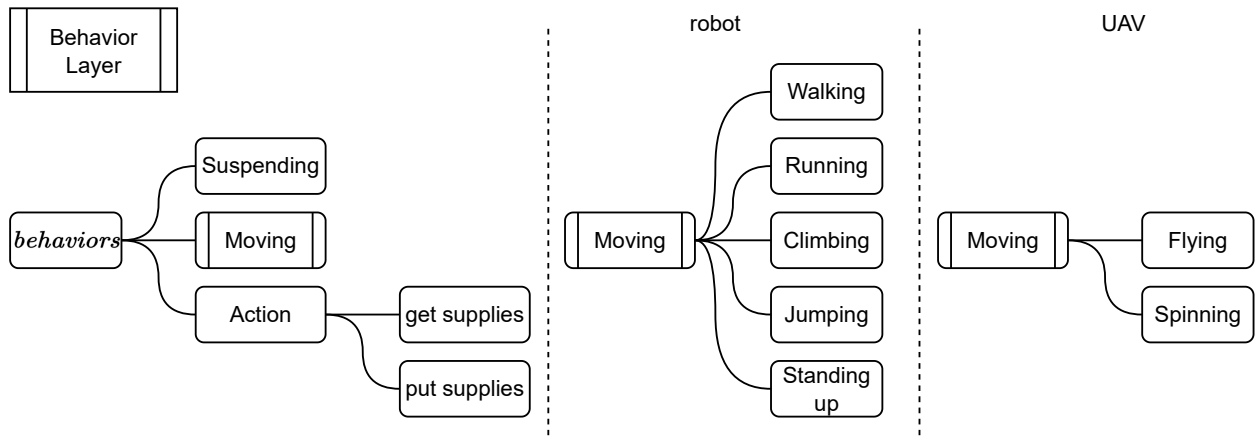 Behavior
Layer
behaviors
Suspending
Moving
Action
get supplies
put supplies
robot
Moving
Walking
Running
Climbing
Jumping
Standing
up
UAV
Moving
Flying
Spinning